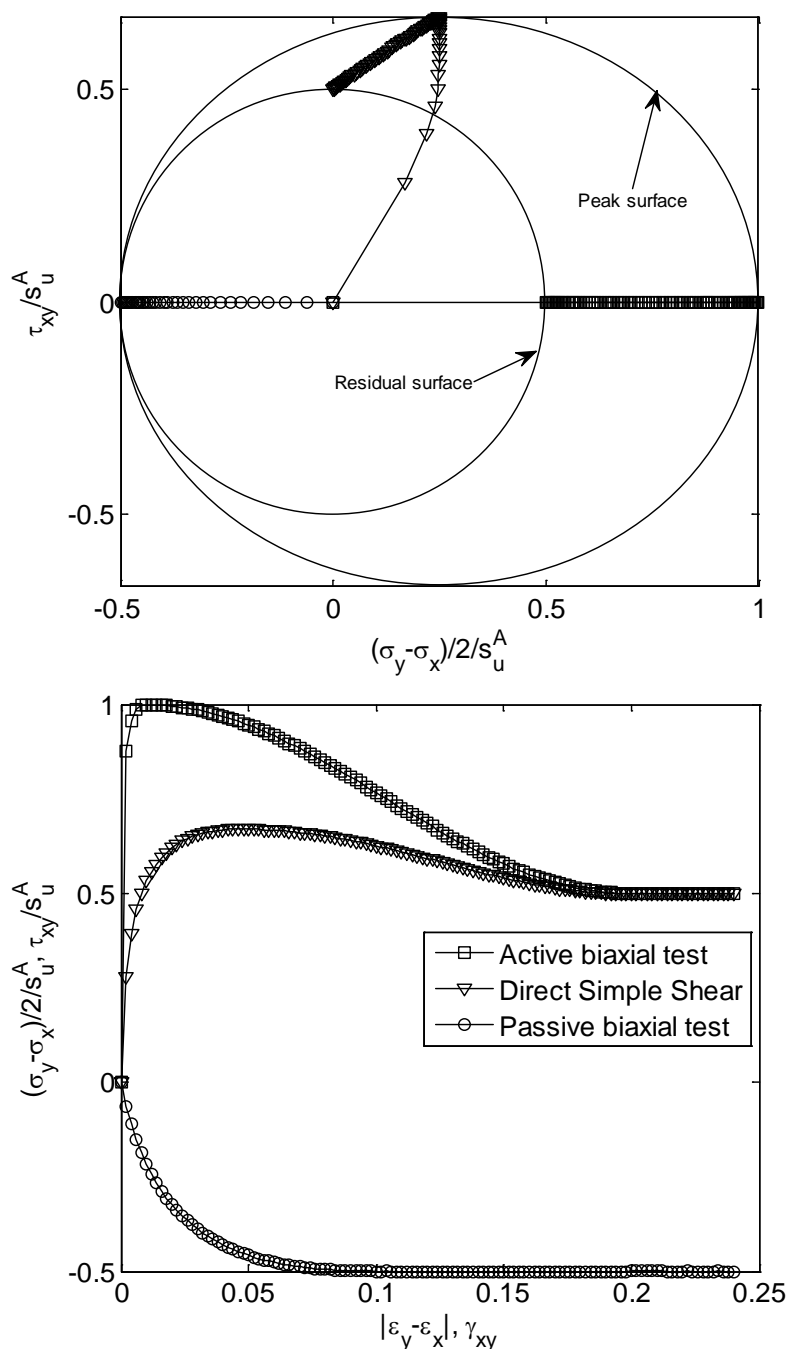 0.5
0
-0.5
τxy/suA
Peak surface
Residual surface
-0.5 0 0.5 1
(σy-σx)/2/suA
1
0.5
0
-0.5
(σy-σx)/2/suA, τxy/suA
Active biaxial test
Direct Simple Shear
Passive biaxial test
0 0.05 0.1 0.15 0.2 0.25
|εy-εx|, γxy